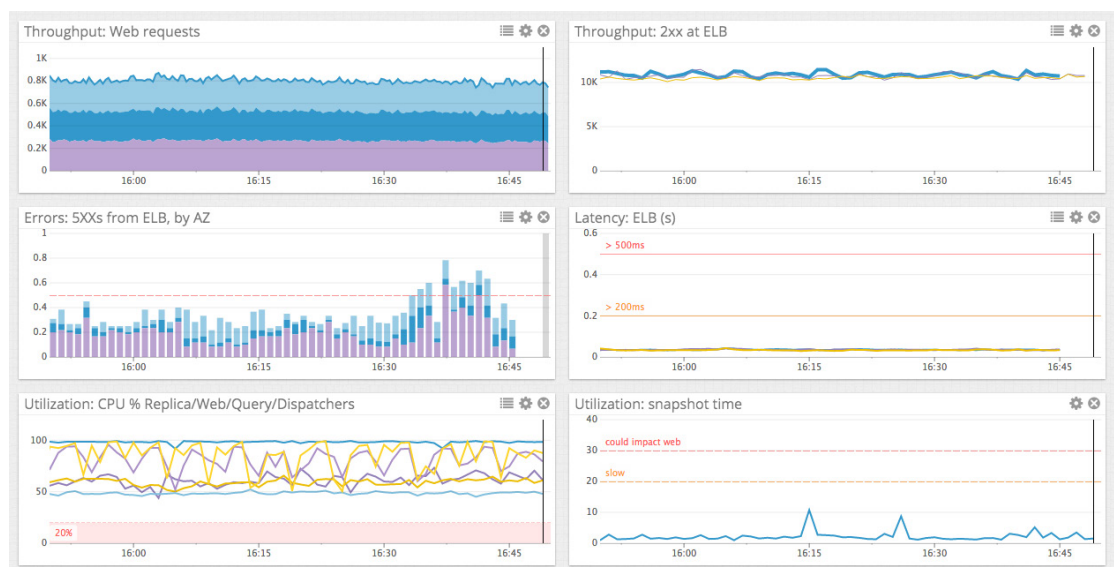 Throughput: Web requests
1K
0.8K
0.6K
0.4K
0.2K
0
16:00 16:15 16:30 16:45
Throughput: 2xx at ELB
10K
5K
0
16:00 16:15 16:30 16:45
Errors: 5XXs from ELB, by AZ
1
0.8
0.6
0.4
0.2
0
16:00 16:15 16:30 16:45
Latency: ELB (s)
0.6
> 500ms
0.4
> 200ms
0.2
0
16:00 16:15 16:30 16:45
Utilization: CPU % Replica/Web/Query/Dispatchers
100
50
20%
0
16:00 16:15 16:30 16:45
Utilization: snapshot time
40
could impact web
30
slow
20
10
0
16:00 16:15 16:30 16:45